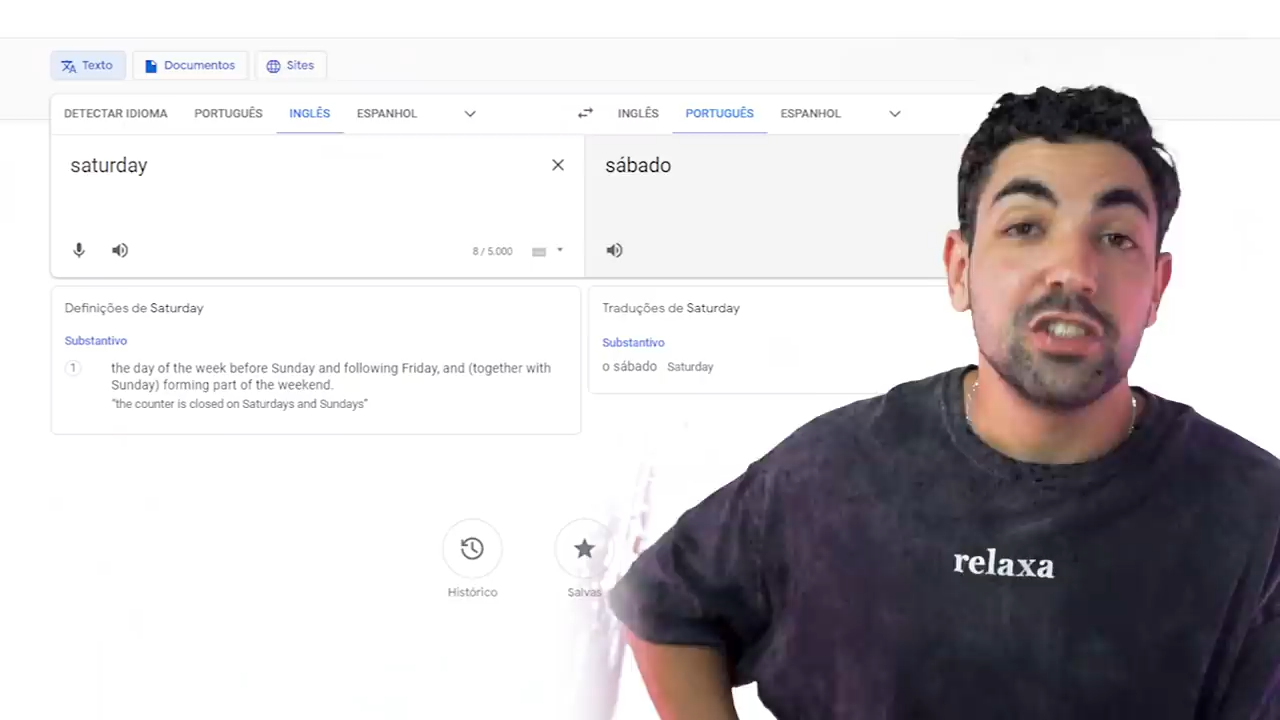 Texto Documentos Sites
DETECTAR IDIOMA PORTUGUÊS INGLÊS ESPANHOL INGLÊS PORTUGUÊS ESPANHOL
saturday
sábado
8 / 5.000
Definições de Saturday
Substantivo
1 the day of the week before Sunday and following Friday, and (together with
Sunday) forming part of the weekend.
"the counter is closed on Saturdays and Sundays"
Traduções de Saturday
Substantivo
o sábado Saturday
Histórico
Salvas
relaxa